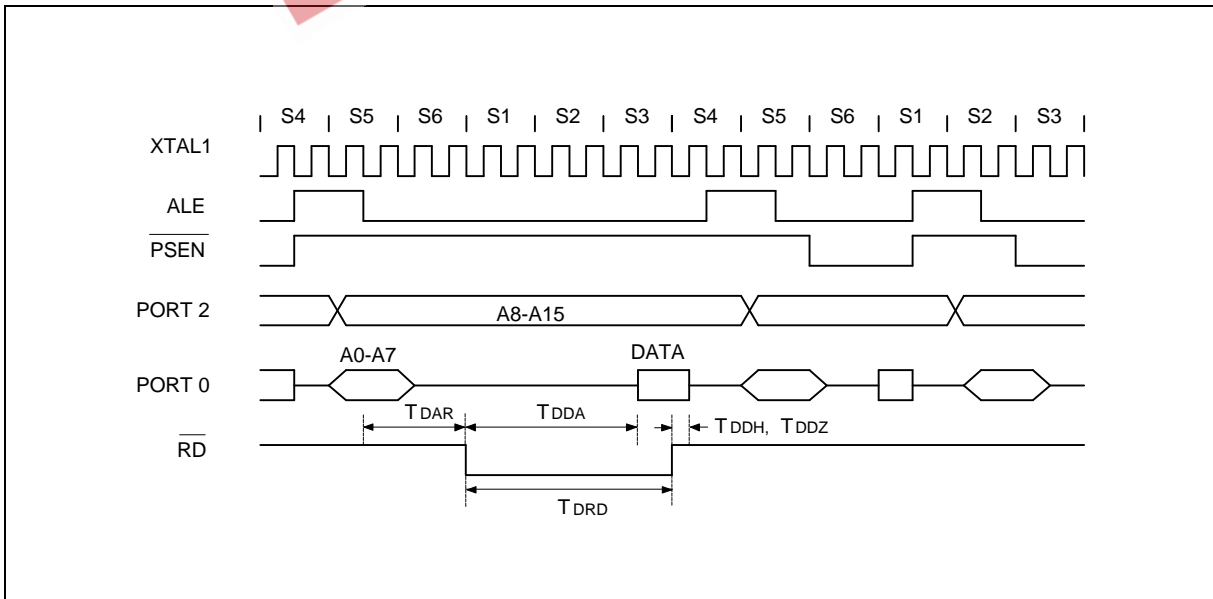 S4 S5 S6 S1 S2 S3 S4 S5 S6 S1 S2 S3
XTAL1
ALE
PSEN
PORT 2
A8-A15
A0-A7
DATA
PORT 0
TDAR
TDDA
TDDH, TDDZ
RD
TDRD